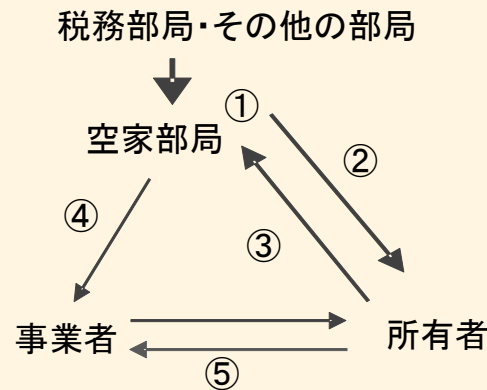 税務部局・その他の部局
①
空家部局
②
④
③
事業者
所有者
⑤